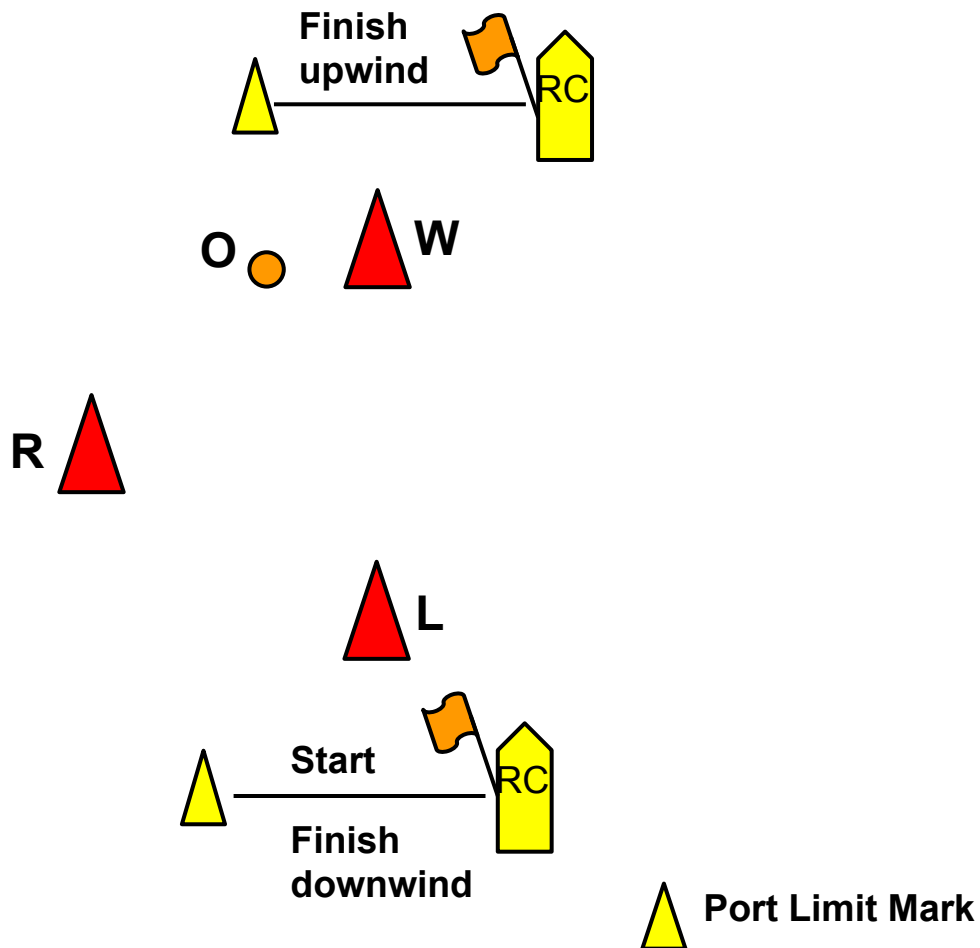 Finish
upwind
RC
O
W
R
L
Start
RC
Finish
downwind
Port Limit Mark